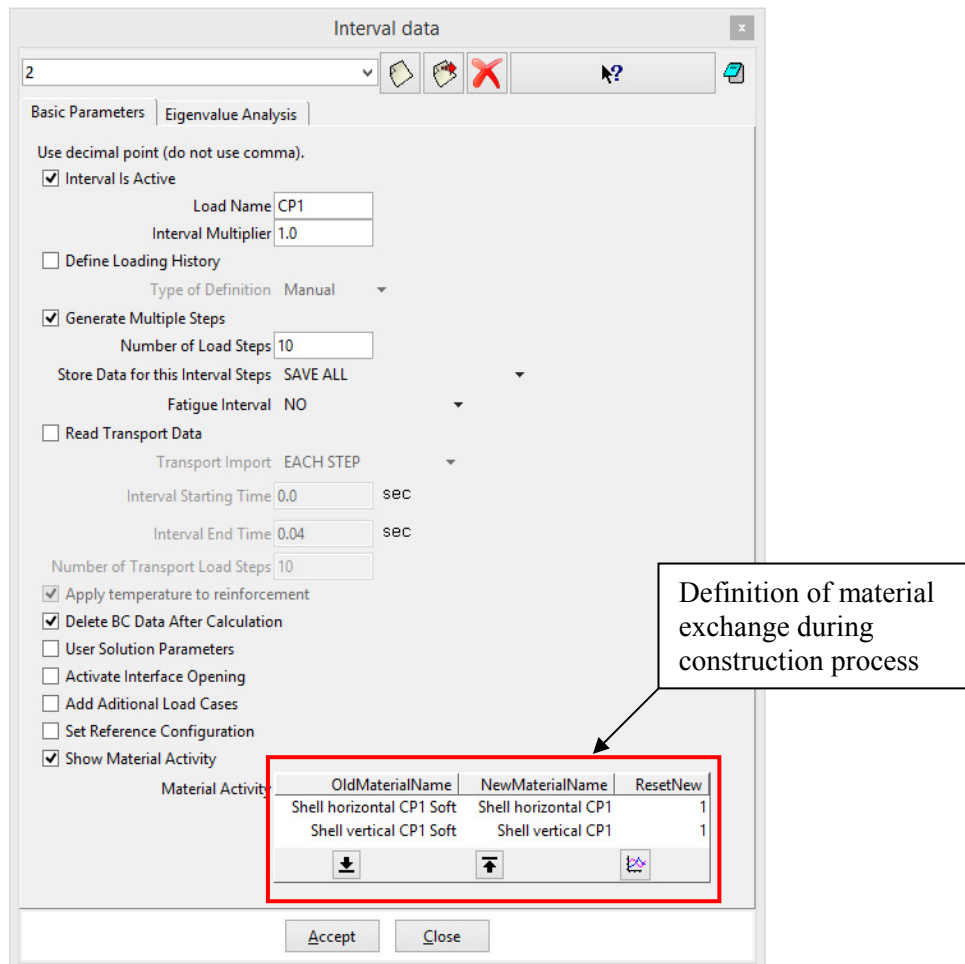 Interval data
x
2
?
Basic Parameters Eigenvalue Analysis
Use decimal point (do not use comma).
Interval Is Active
Load Name CP1
Interval Multiplier 1.0
Define Loading History
Type of Definition Manual
Generate Multiple Steps
Number of Load Steps 10
Store Data for this Interval Steps SAVE ALL
Fatigue Interval NO
Read Transport Data
Transport Import EACH STEP
Interval Starting Time 0.0 sec
Interval End Time 0.04 sec
Number of Transport Load Steps 10
Apply temperature to reinforcement
Delete BC Data After Calculation
User Solution Parameters
Activate Interface Opening
Add Aditional Load Cases
Set Reference Configuration
Show Material Activity
Definition of material
exchange during
construction process
Material Activity OldMaterialName NewMaterialName ResetNew
Shell horizontal CP1 Soft Shell horizontal CP1 1
Shell vertical CP1 Soft Shell vertical CP1 1
Accept Close